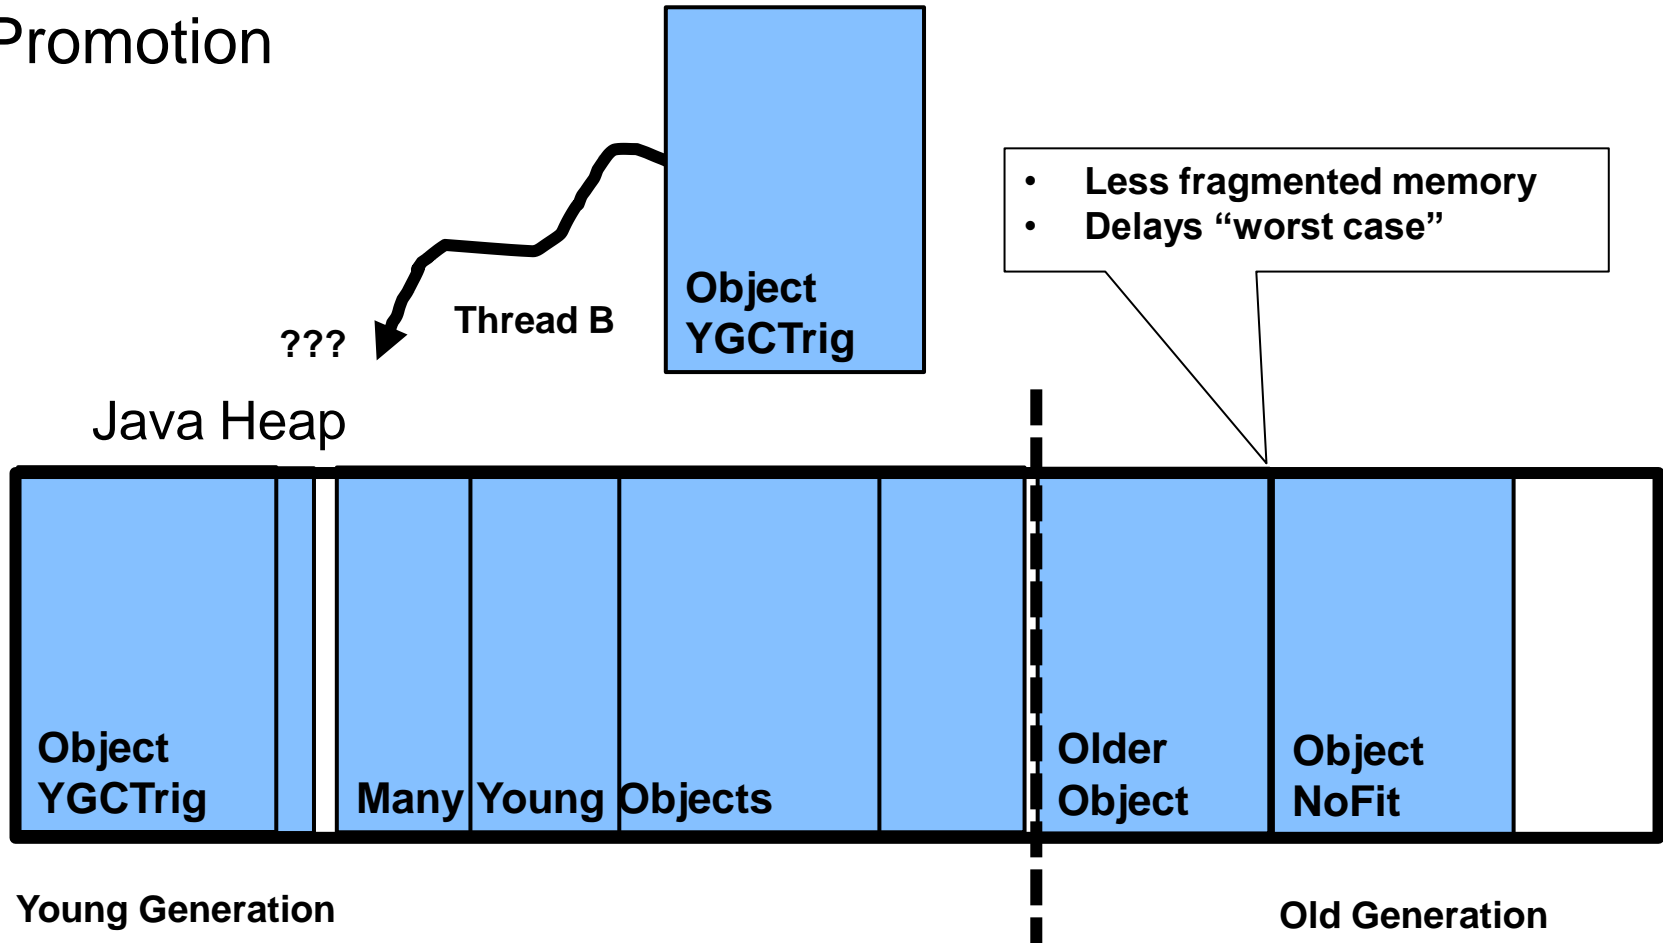 Promotion
• Less fragmented memory
• Delays “worst case”
Object
YGCTrig
Thread B
???
Java Heap
Object
YGCTrig
Many Young Objects
Older
Object
Object
NoFit
Young Generation
Old Generation